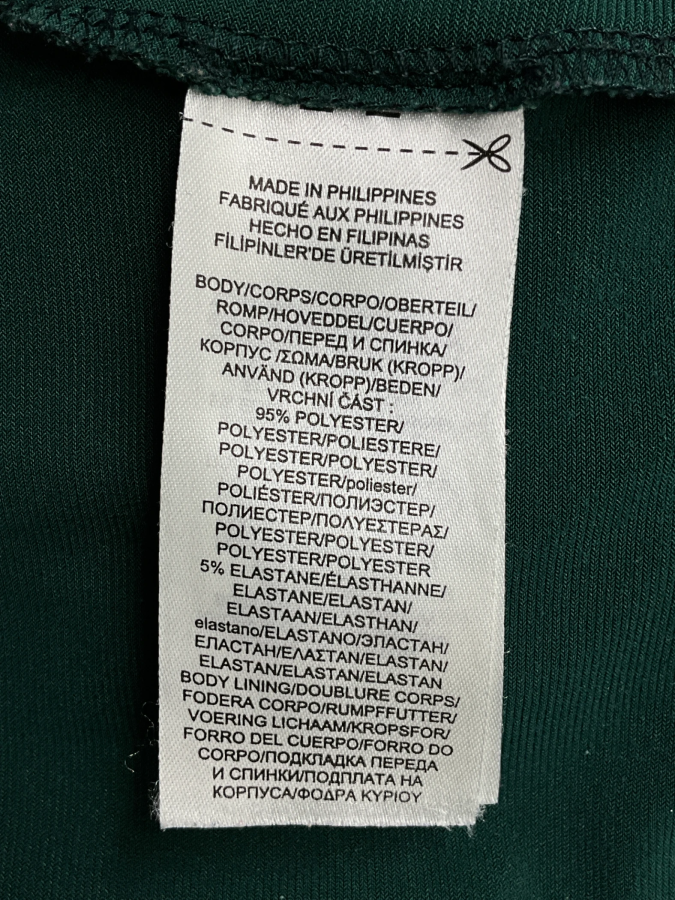 MADE IN PHILIPPINES
FABRIQUÉ AUX PHILIPPINES
HECHO EN FILIPINAS
FİLİPİNLER'DE ÜRETİLMİŞTİR
BODY/CORPS/CORPO/OBERTEIL/
ROMP/HOVEDDEL/CUERPO/
CORPO/ПЕРЕД И СПИНКА/
КОРПУС /ΣΩΜΑ/BRUK (KROPP)/
ANVÄND (KROPP)/BEDEN/
VRCHNÍ ČÁST :
95% POLYESTER/
POLYESTER/POLIESTERE/
POLYESTER/POLYESTER/
POLYESTER/poliester/
POLIÉSTER/ПОЛИЭСТЕР/
ПОЛИЕСТЕР/ΠΟΛΥΕΣΤΕΡΑΣ/
POLYESTER/POLYESTER/
POLYESTER/POLYESTER
5% ELASTANE/ÉLASTHANNE/
ELASTANE/ELASTAN/
ELASTAAN/ELASTHAN/
elastano/ELASTANO/ЭЛАСТАН/
ЕЛАСТАН/ΕΛΑΣΤΑΝ/ELASTAN/
ELASTAN/ELASTAN/ELASTAN
BODY LINING/DOUBLURE CORPS/
FODERA CORPO/RUMPFFUTTER/
VOERING LICHAAM/KROPSFOR/
FORRO DEL CUERPO/FORRO DO
CORPO/ПОДКЛАДКА ПЕРЕДА
И СПИНКИ/ПОДПЛАТА НА
КОРПУСА/ΦΟΔΡΑ ΚΥΡΙΟΥ